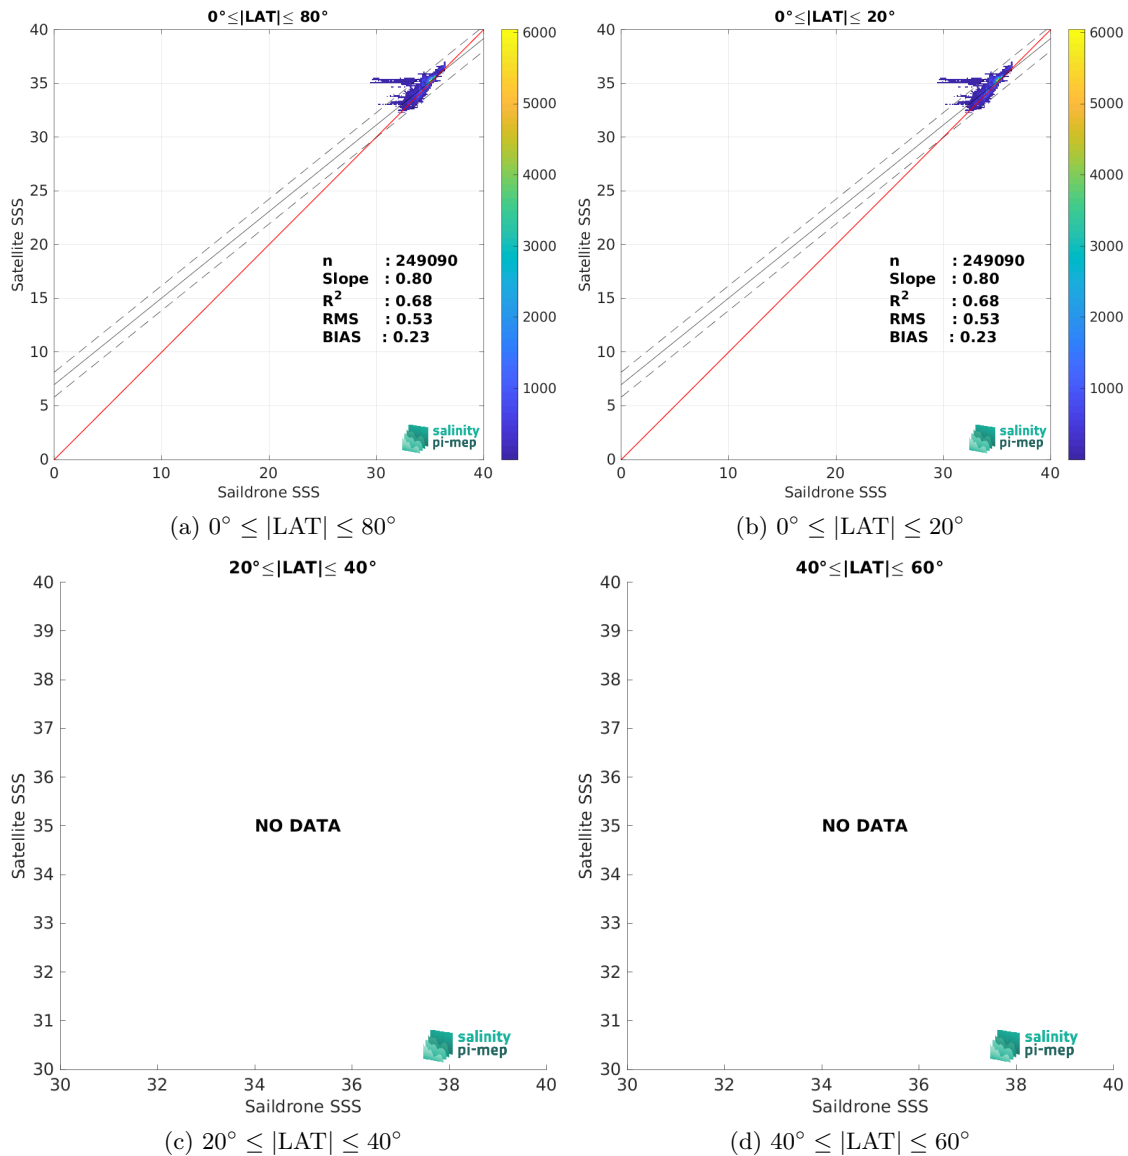 0°≤|LAT|≤ 80°
40
35
30
25
20
15
10
5
0
Satellite SSS
0
10
20
30
40
Saildrone SSS
6000
5000
4000
3000
2000
1000
n : 249090
Slope : 0.80
R² : 0.68
RMS : 0.53
BIAS : 0.23
salinity
pi-mep
(a) 0° ≤ |LAT| ≤ 80°
0°≤|LAT|≤ 20°
40
35
30
25
20
15
10
5
0
Satellite SSS
0
10
20
30
40
Saildrone SSS
6000
5000
4000
3000
2000
1000
n : 249090
Slope : 0.80
R² : 0.68
RMS : 0.53
BIAS : 0.23
salinity
pi-mep
(b) 0° ≤ |LAT| ≤ 20°
20°≤|LAT|≤ 40°
40
39
38
37
36
35
34
33
32
31
30
Satellite SSS
NO DATA
salinity
pi-mep
30
32
34
36
38
40
Saildrone SSS
(c) 20° ≤ |LAT| ≤ 40°
40°≤|LAT|≤ 60°
40
39
38
37
36
35
34
33
32
31
30
Satellite SSS
NO DATA
salinity
pi-mep
30
32
34
36
38
40
Saildrone SSS
(d) 40° ≤ |LAT| ≤ 60°